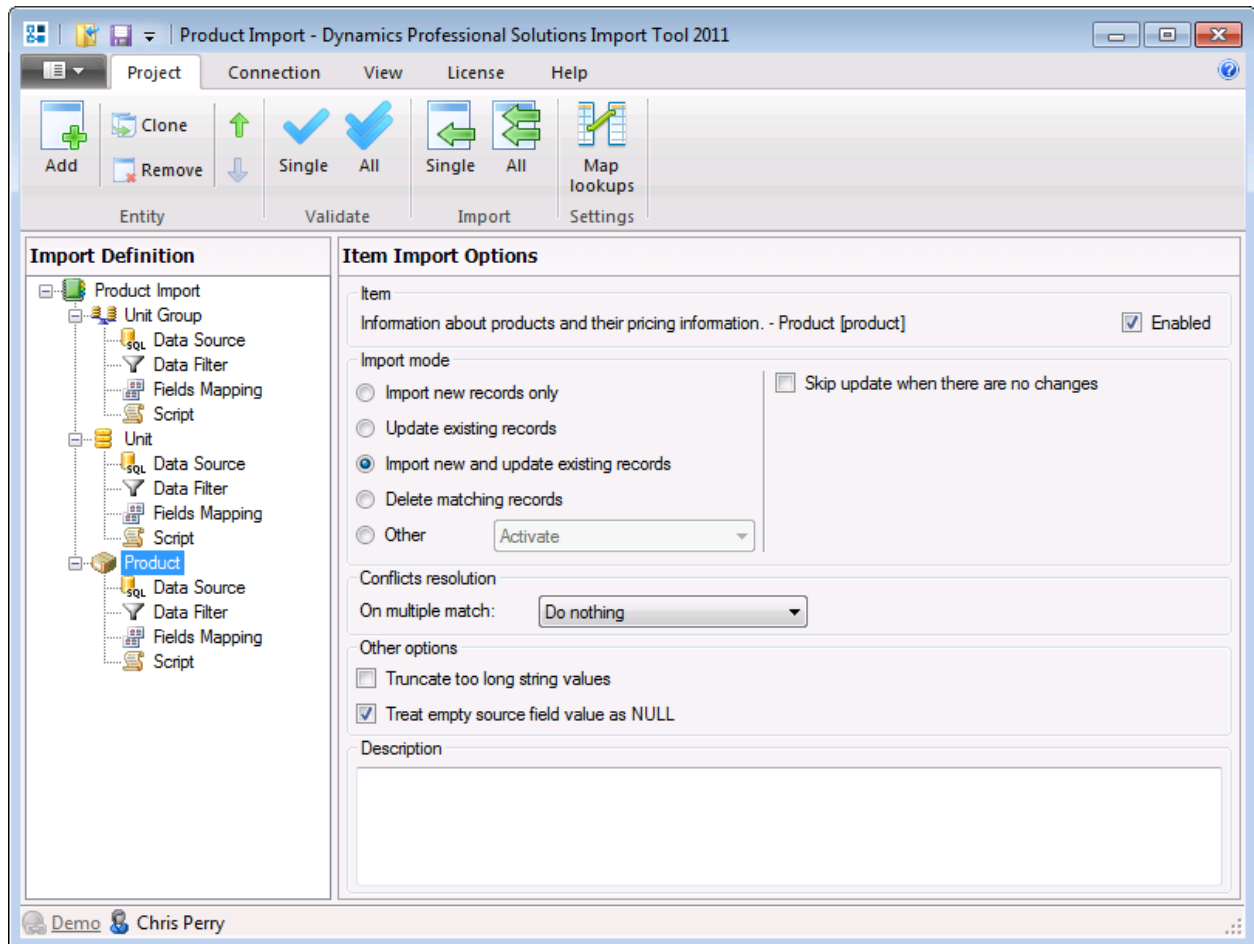 Product Import - Dynamics Professional Solutions Import Tool 2011
Project Connection View License Help
Add
Clone
Remove
Single
All
Single
All
Map
lookups
Entity
Validate
Import
Settings
Import Definition
Product Import
Unit Group
SQL Data Source
Data Filter
Fields Mapping
Script
Unit
SQL Data Source
Data Filter
Fields Mapping
Script
Product
SQL Data Source
Data Filter
Fields Mapping
Script
Item Import Options
Item
Information about products and their pricing information. - Product [product]
Enabled
Import mode
Import new records only
Update existing records
Import new and update existing records
Delete matching records
Other
Activate
Skip update when there are no changes
Conflicts resolution
On multiple match:
Do nothing
Other options
Truncate too long string values
Treat empty source field value as NULL
Description
Demo
Chris Perry